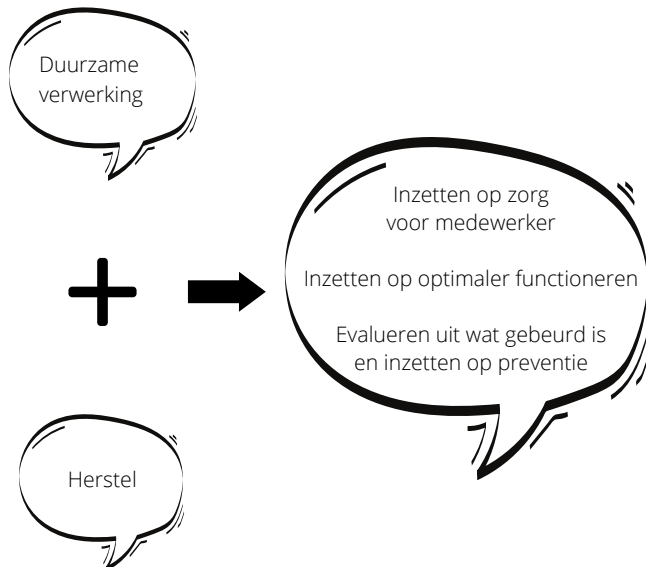 Duurzame
verwerking
Inzetten op zorg
voor medewerker
Inzetten op optimaler functioneren
Evalueren uit wat gebeurd is
en inzetten op preventie
Herstel